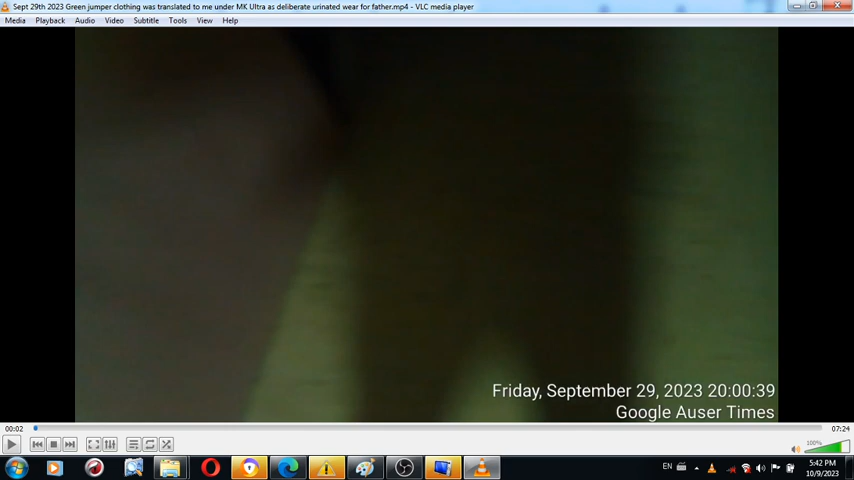 Sept 29th 2023 Green jumper clothing was translated to me under MK Ultra as deliberate urinated wear for father.mp4 - VLC media player
Media Playback Audio Video Subtitle Tools View Help
Friday, September 29, 2023 20:00:39
Google Auser Times
00:02 07:24
100%
EN
5:42 PM
10/9/2023